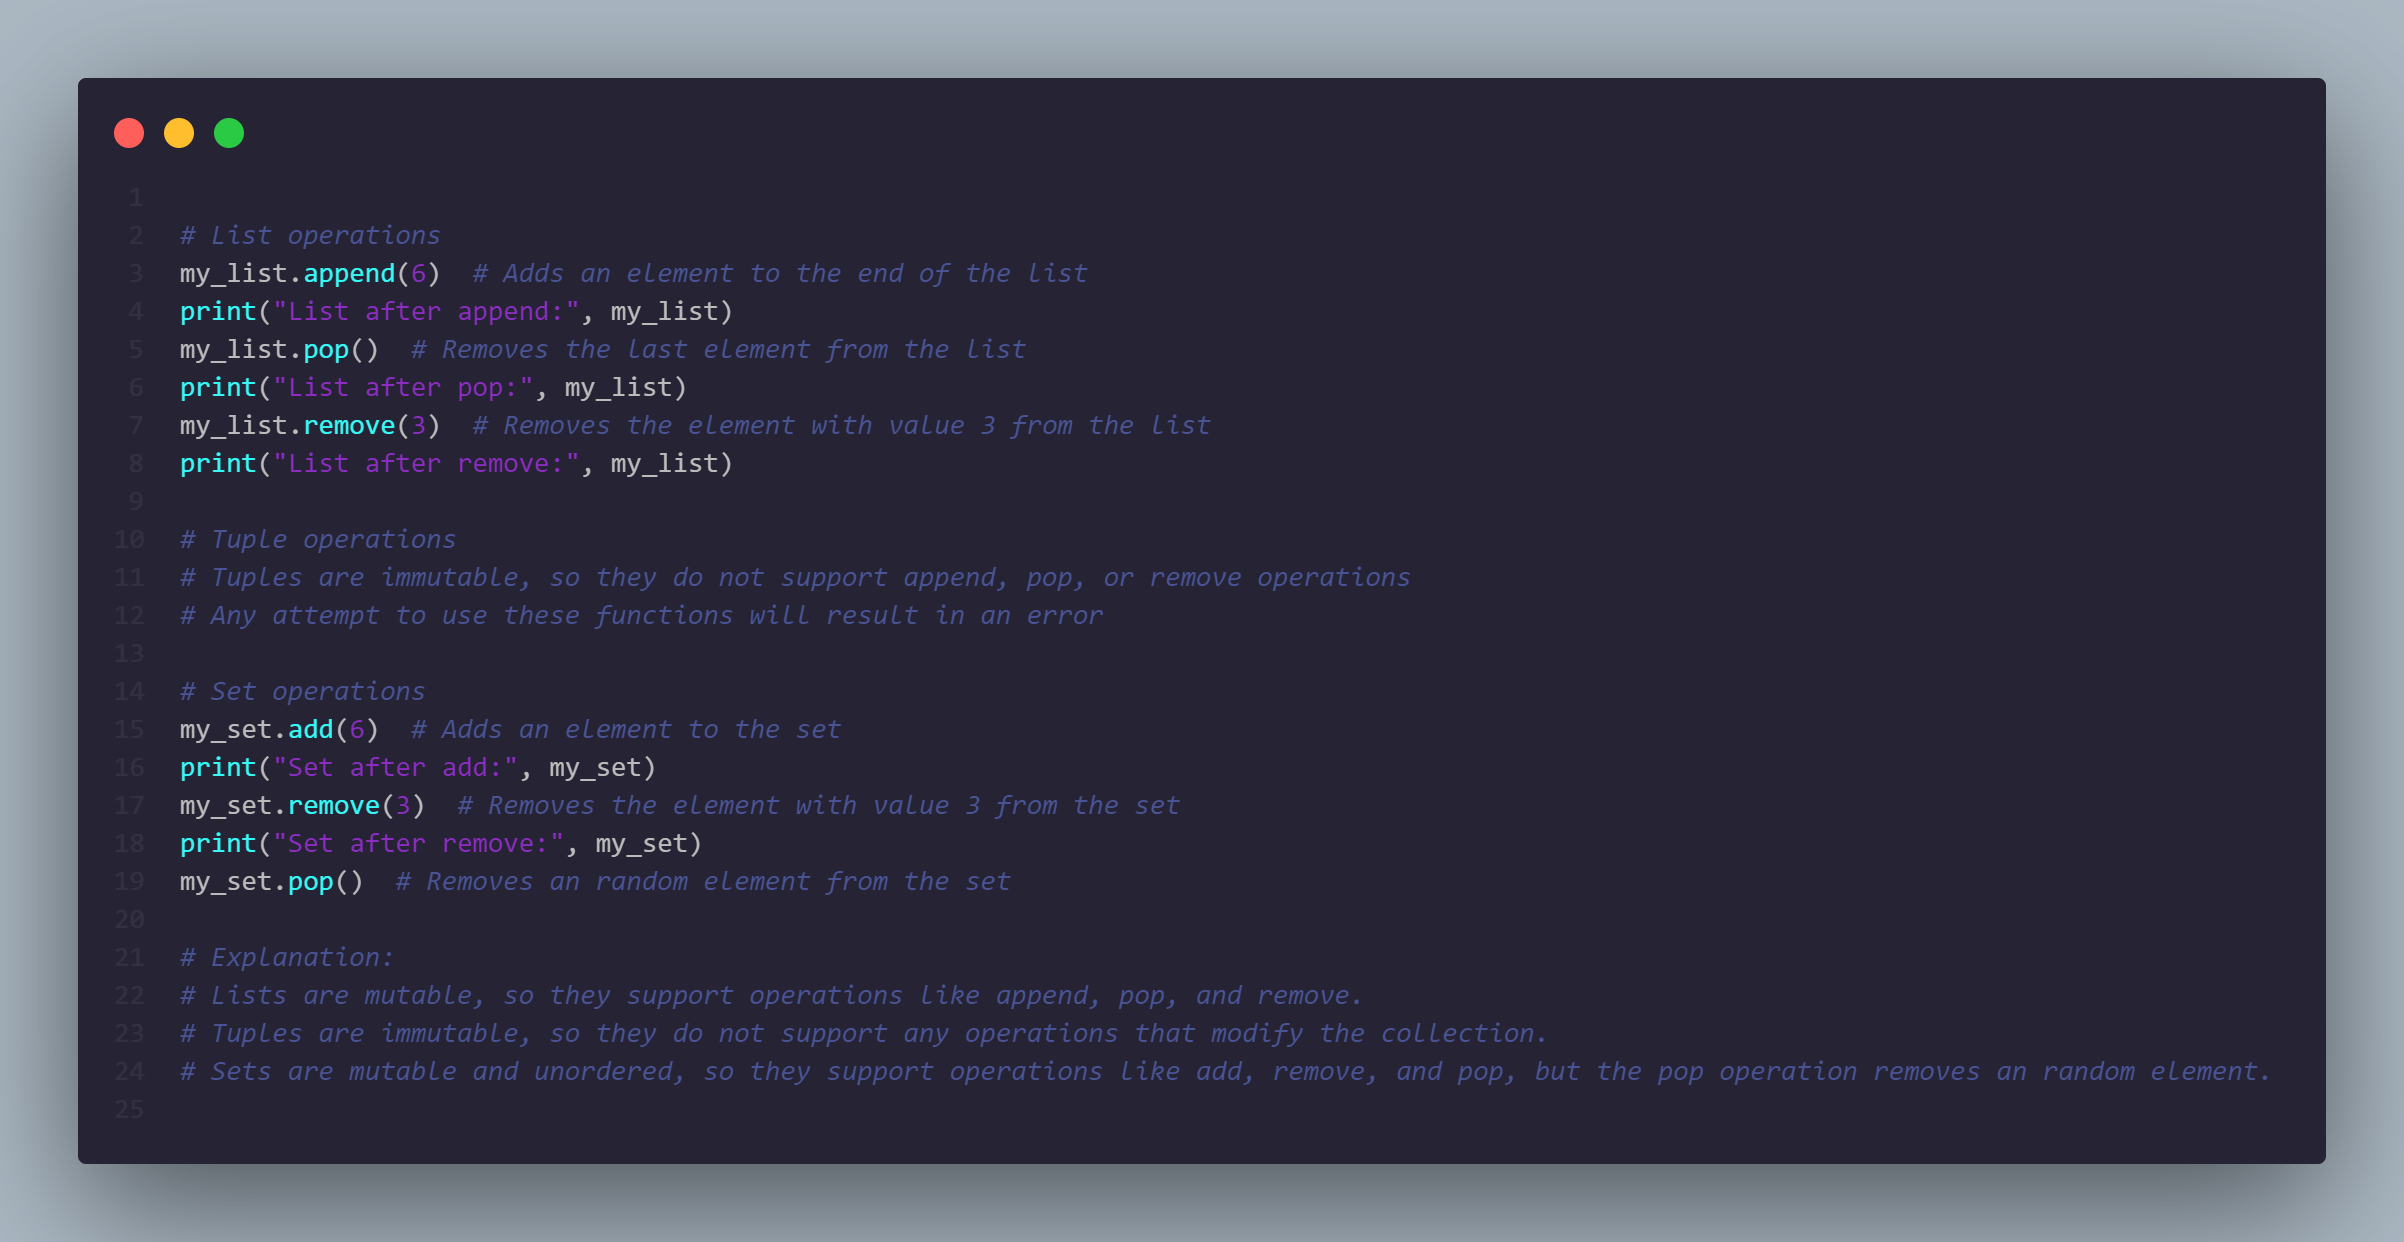 1
2 # List operations
3 my_list.append(6)  # Adds an element to the end of the list
4 print("List after append:", my_list)
5 my_list.pop()  # Removes the last element from the list
6 print("List after pop:", my_list)
7 my_list.remove(3)  # Removes the element with value 3 from the list
8 print("List after remove:", my_list)
9
10 # Tuple operations
11 # Tuples are immutable, so they do not support append, pop, or remove operations
12 # Any attempt to use these functions will result in an error
13
14 # Set operations
15 my_set.add(6)  # Adds an element to the set
16 print("Set after add:", my_set)
17 my_set.remove(3)  # Removes the element with value 3 from the set
18 print("Set after remove:", my_set)
19 my_set.pop()  # Removes an random element from the set
20
21 # Explanation:
22 # Lists are mutable, so they support operations like append, pop, and remove.
23 # Tuples are immutable, so they do not support any operations that modify the collection.
24 # Sets are mutable and unordered, so they support operations like add, remove, and pop, but the pop operation removes an random element.
25